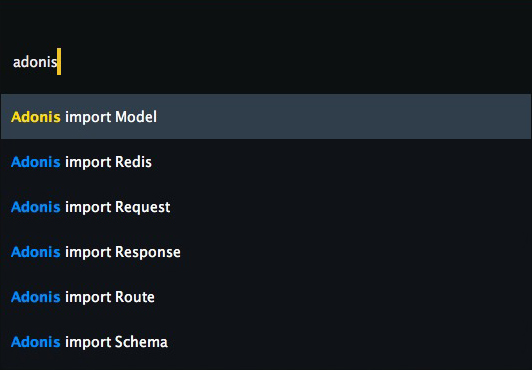 adonis
Adonis import Model
Adonis import Redis
Adonis import Request
Adonis import Response
Adonis import Route
Adonis import Schema